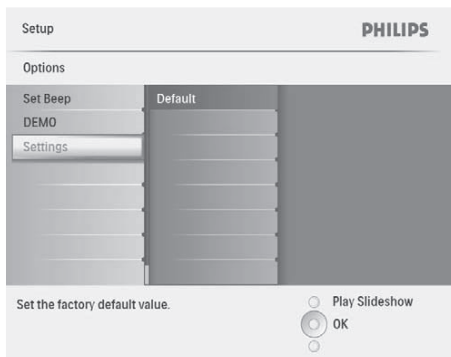 Setup
PHILIPS
Options
Set Beep
Default
DEMO
Settings
Set the factory default value.
Play Slideshow
OK